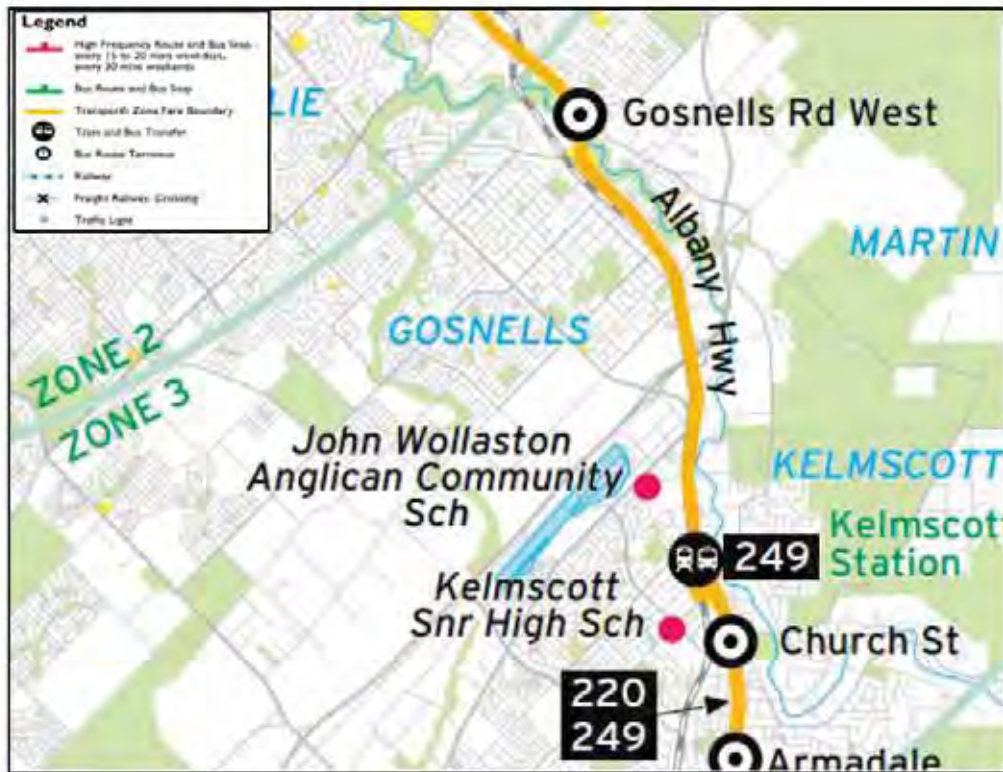 Legend
High Frequency Route and Bus Stop -
every 15 to 20 mins weekdays,
every 30 mins weekends
Bus Route and Bus Stop
Transperth Zone Fare Boundary
Train and Bus Transfer
Bus Route Terminus
Railway
Freight Railway Crossing
Traffic Light
LIE
Gosnells Rd West
Albany Hwy
MARTIN
GOSNELLS
ZONE 2
ZONE 3
John Wollaston
Anglican Community
Sch
KELMSCOTT
249
Kelmscott
Station
Kelmscott
Snr High Sch
Church St
220
249
Armadale